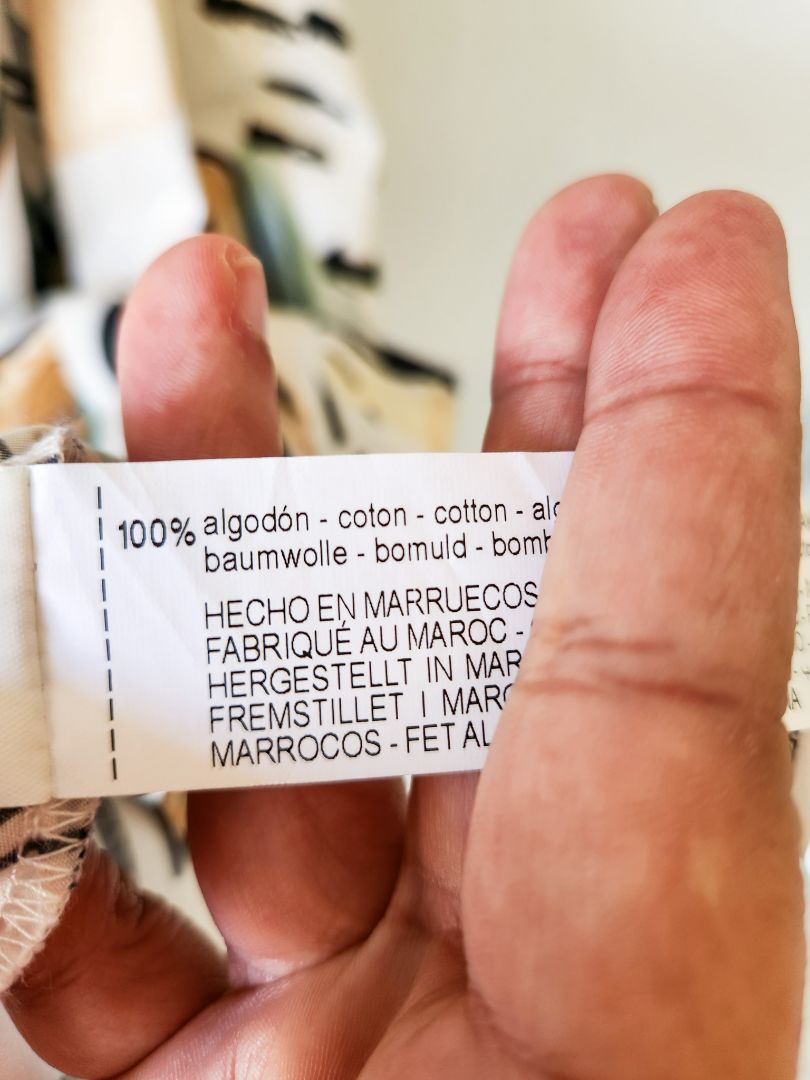 100% algodón - coton - cotton -
baumwolle - bomuld -
HECHO EN MARRUECOS
FABRIQUÉ AU MAROC -
HERGESTELLT IN
FREMSTILLET I
MARROCOS - FET